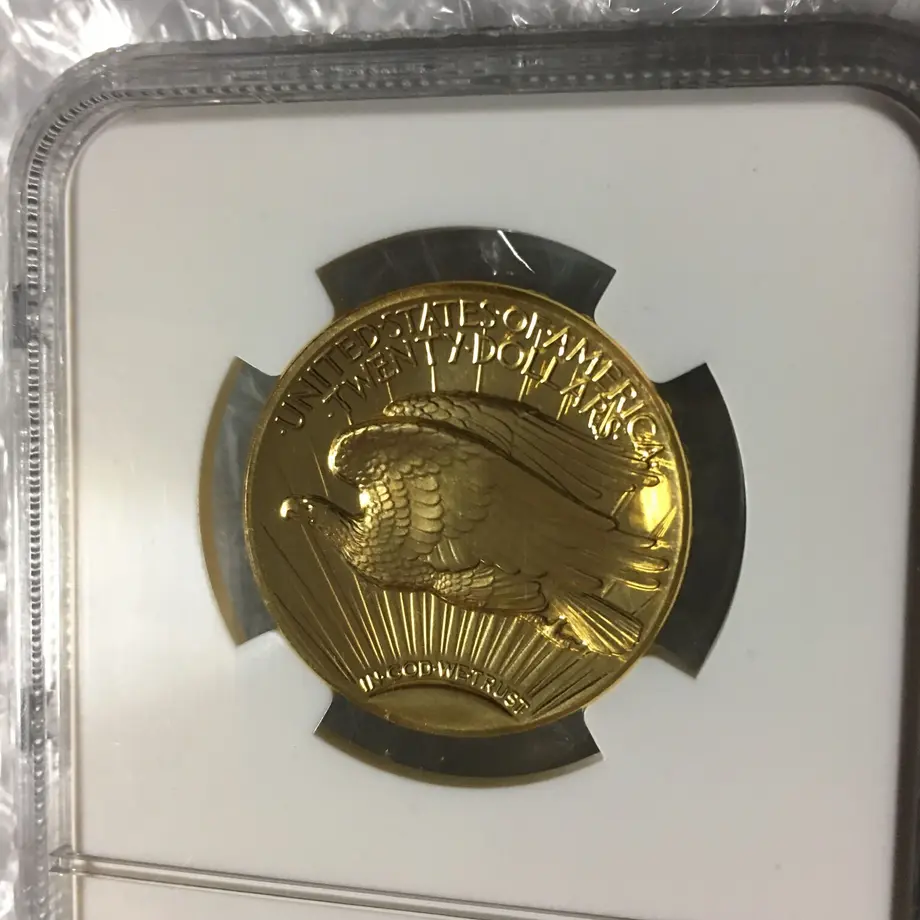 ·UNITED·STATES·OF·AMERICA·
·TWENTY·DOLLARS·
IN·GOD·WE·TRUST